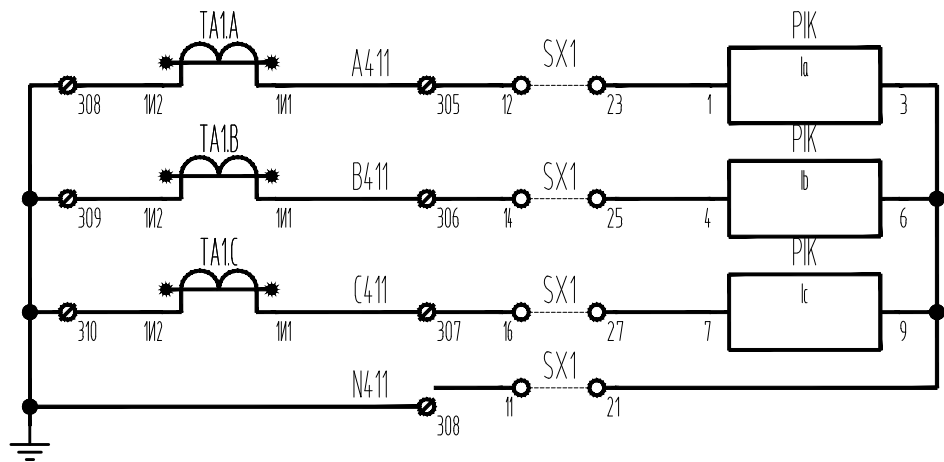 TA1.A
PIK
A411
SX1
Ia
308
1И2
1И1
305
12
23
1
3
TA1.B
PIK
B411
SX1
Ib
309
1И2
1И1
306
14
25
4
6
TA1.C
PIK
C411
SX1
Ic
310
1И2
1И1
307
16
27
7
9
N411
SX1
308
11
21